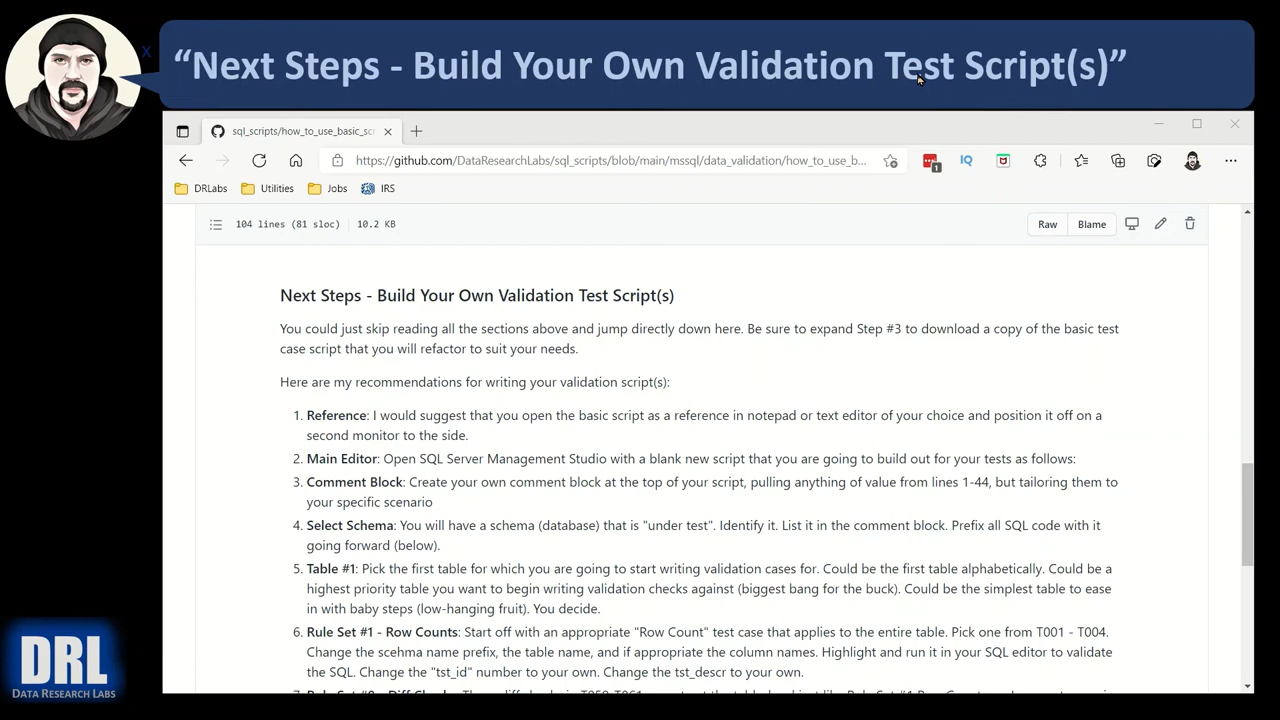 x
“Next Steps - Build Your Own Validation Test Script(s)”
sql_scripts/how_to_use_basic_sc
https://github.com/DataResearchLabs/sql_scripts/blob/main/mssql/data_validation/how_to_use_b...
1
IQ
DRLabs
Utilities
Jobs
IRS
104 lines (81 sloc) 10.2 KB
Raw
Blame
Next Steps - Build Your Own Validation Test Script(s)
You could just skip reading all the sections above and jump directly down here. Be sure to expand Step #3 to download a copy of the basic test
case script that you will refactor to suit your needs.
Here are my recommendations for writing your validation script(s):
1. Reference: I would suggest that you open the basic script as a reference in notepad or text editor of your choice and position it off on a
second monitor to the side.
2. Main Editor: Open SQL Server Management Studio with a blank new script that you are going to build out for your tests as follows:
3. Comment Block: Create your own comment block at the top of your script, pulling anything of value from lines 1-44, but tailoring them to
your specific scenario
4. Select Schema: You will have a schema (database) that is "under test". Identify it. List it in the comment block. Prefix all SQL code with it
going forward (below).
5. Table #1: Pick the first table for which you are going to start writing validation cases for. Could be the first table alphabetically. Could be a
highest priority table you want to begin writing validation checks against (biggest bang for the buck). Could be the simplest table to ease
in with baby steps (low-hanging fruit). You decide.
6. Rule Set #1 - Row Counts: Start off with an appropriate "Row Count" test case that applies to the entire table. Pick one from T001 - T004.
Change the scehma name prefix, the table name, and if appropriate the column names. Highlight and run it in your SQL editor to validate
the SQL. Change the "tst_id" number to your own. Change the tst_descr to your own.
DRL
DATA RESEARCH LABS